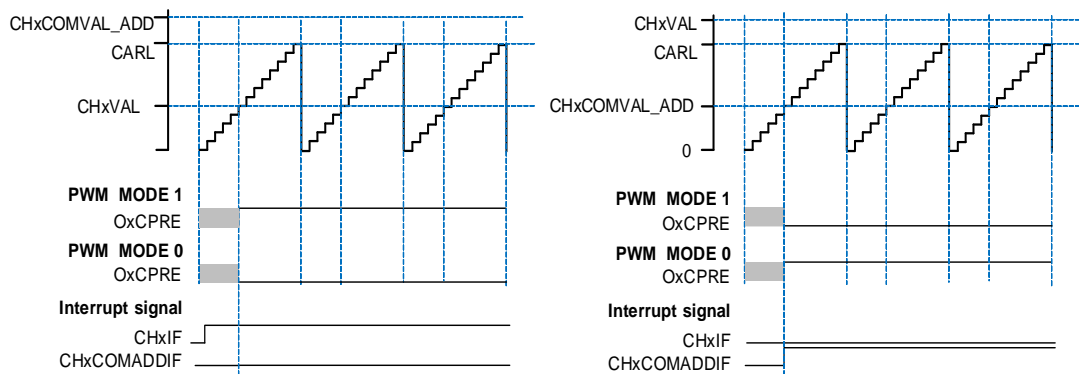 CHxCOMVAL_ADD
CARL
CHxVAL
PWM MODE 1
OxCPRE
PWM MODE 0
OxCPRE
Interrupt signal
CHxIF
CHxCOMADDIF
CHxVAL
CARL
CHxCOMVAL_ADD
0
PWM MODE 1
OxCPRE
PWM MODE 0
OxCPRE
Interrupt signal
CHxIF
CHxCOMADDIF